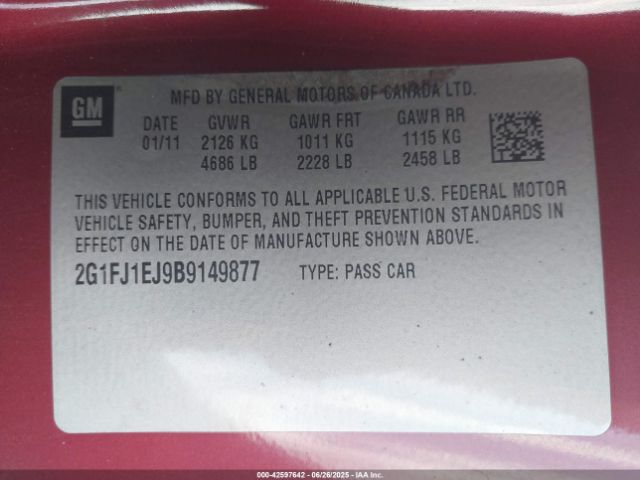 GM
MFD BY GENERAL MOTORS OF CANADA LTD.
DATE GVWR GAWR FRT GAWR RR
01/11 2126 KG 1011 KG 1115 KG
4686 LB 2228 LB 2458 LB
THIS VEHICLE CONFORMS TO ALL APPLICABLE U.S. FEDERAL MOTOR
VEHICLE SAFETY, BUMPER, AND THEFT PREVENTION STANDARDS IN
EFFECT ON THE DATE OF MANUFACTURE SHOWN ABOVE.
2G1FJ1EJ9B9149877 TYPE: PASS CAR
000-42597642 - 06/26/2025 - IAA Inc.